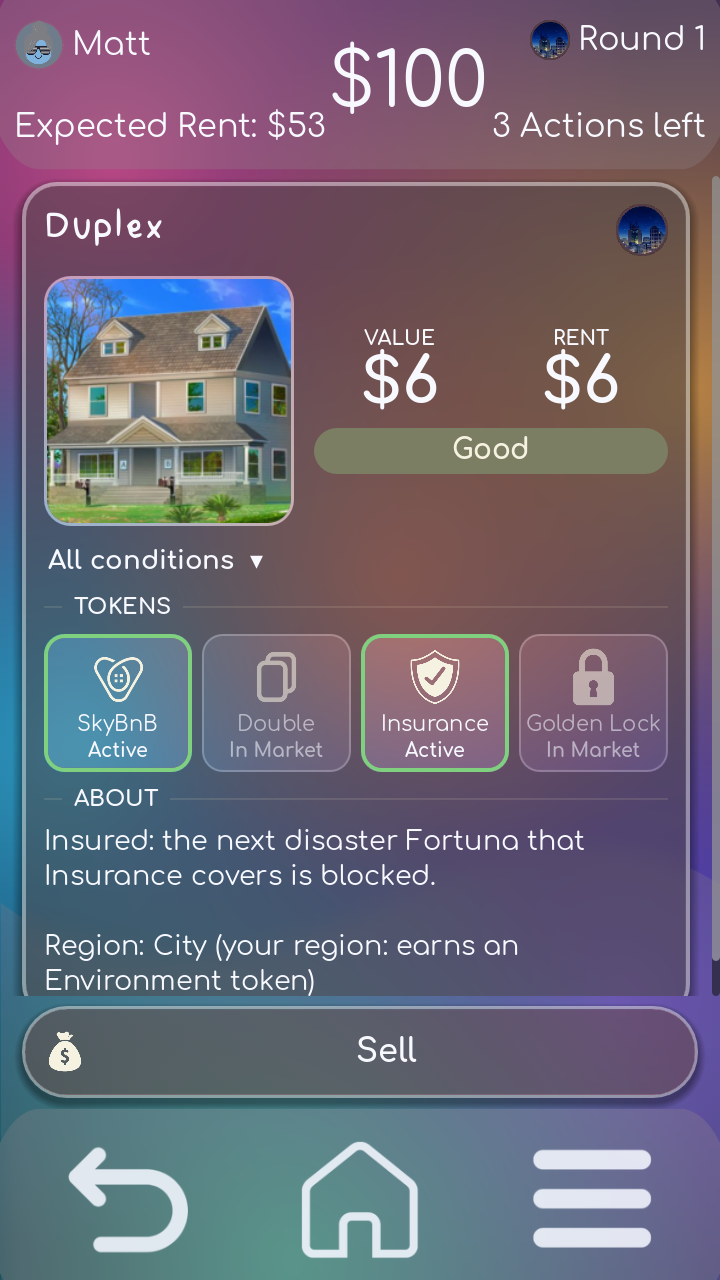 Matt
$100
Round 1
Expected Rent: $53
3 Actions left
Duplex
VALUE
$6
RENT
$6
Good
All conditions ▼
TOKENS
SkyBnB
Active
Double
In Market
Insurance
Active
Golden Lock
In Market
ABOUT
Insured: the next disaster Fortuna that
Insurance covers is blocked.
Region: City (your region: earns an
Environment token)
$ Sell